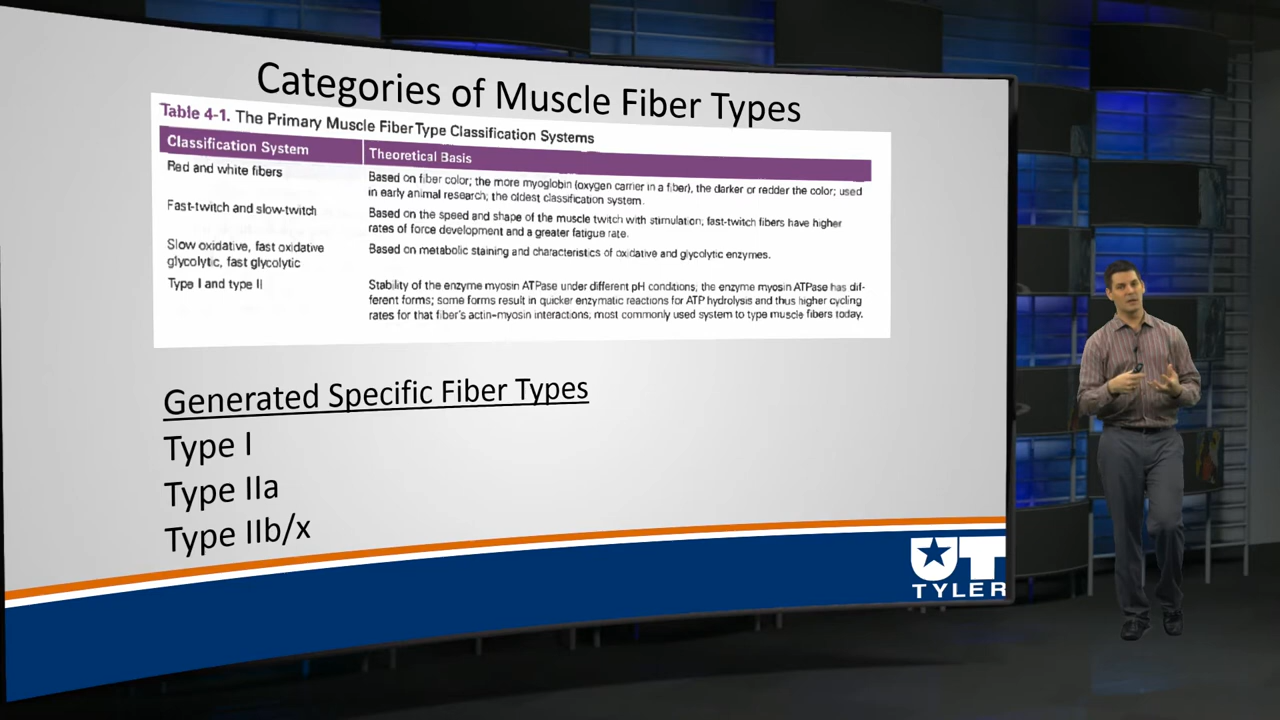 Categories of Muscle Fiber Types
Table 4-1. The Primary Muscle Fiber Type Classification Systems
Classification System
Theoretical Basis
Red and white fibers
Based on fiber color; the more myoglobin (oxygen carrier in a fiber), the darker or redder the color; used
in early animal research; the oldest classification system.
Fast-twitch and slow-twitch
Based on the speed and shape of the muscle twitch with stimulation; fast-twitch fibers have higher
rates of force development and a greater fatigue rate.
Slow oxidative, fast oxidative
glycolytic, fast glycolytic
Based on metabolic staining and characteristics of oxidative and glycolytic enzymes.
Type I and type II
Stability of the enzyme myosin ATPase under different pH conditions; the enzyme myosin ATPase has dif-
ferent forms; some forms result in quicker enzymatic reactions for ATP hydrolysis and thus higher cycling
rates for that fiber's actin–myosin interactions; most commonly used system to type muscle fibers today.
Generated Specific Fiber Types
Type I
Type IIa
Type IIb/x
UT
TYLER